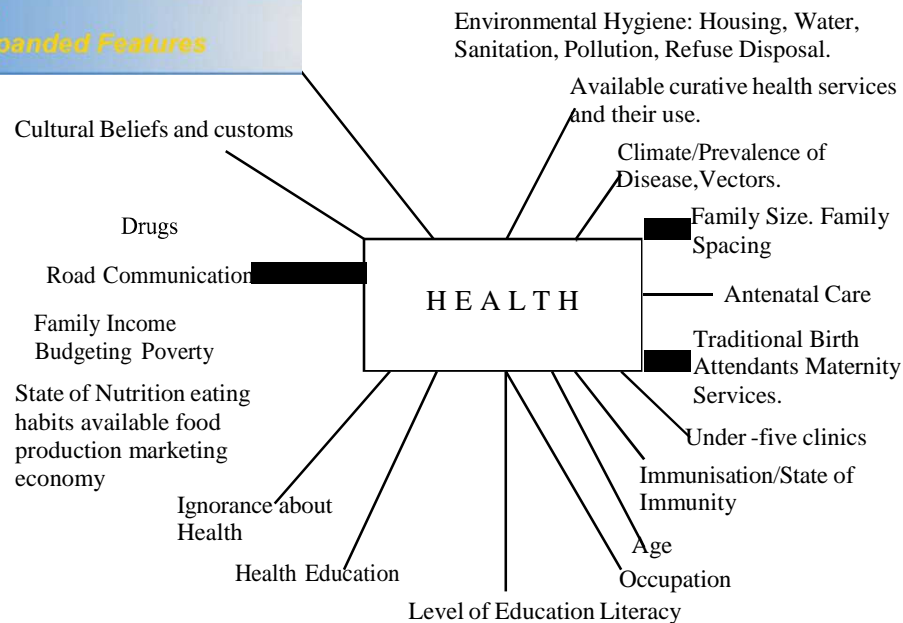 panded Features
Environmental Hygiene: Housing, Water,
Sanitation, Pollution, Refuse Disposal.
Available curative health services
and their use.
Cultural Beliefs and customs
Climate/Prevalence of
Disease,Vectors.
Drugs
Family Size. Family
Spacing
Road Communication
HEALTH
Antenatal Care
Family Income
Budgeting Poverty
Traditional Birth
Attendants Maternity
Services.
State of Nutrition eating
habits available food
production marketing
economy
Under -five clinics
Immunisation/State of
Immunity
Ignorance about
Health
Age
Health Education
Occupation
Level of Education Literacy